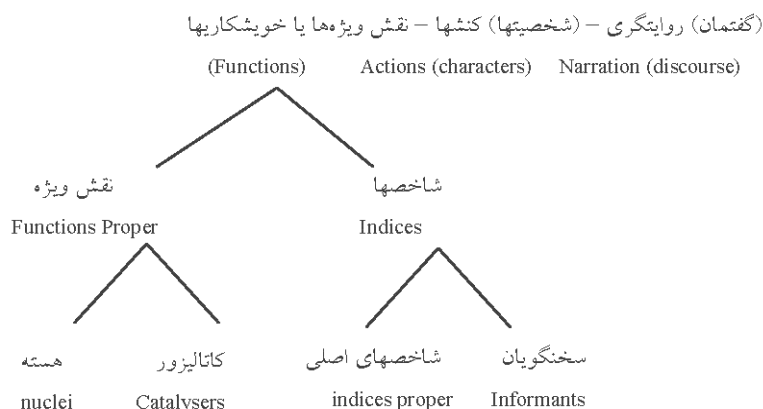 (گفتمان) روایتگری – (شخصیتها) کنشها – نقش ویژه‌ها یا خویشکاریها
(Functions) Actions (characters) Narration (discourse)
نقش ویژه شاخصها
Functions Proper Indices
هسته کاتالیزور شاخصهای اصلی سخنگویان
nuclei Catalysers indices proper Informants